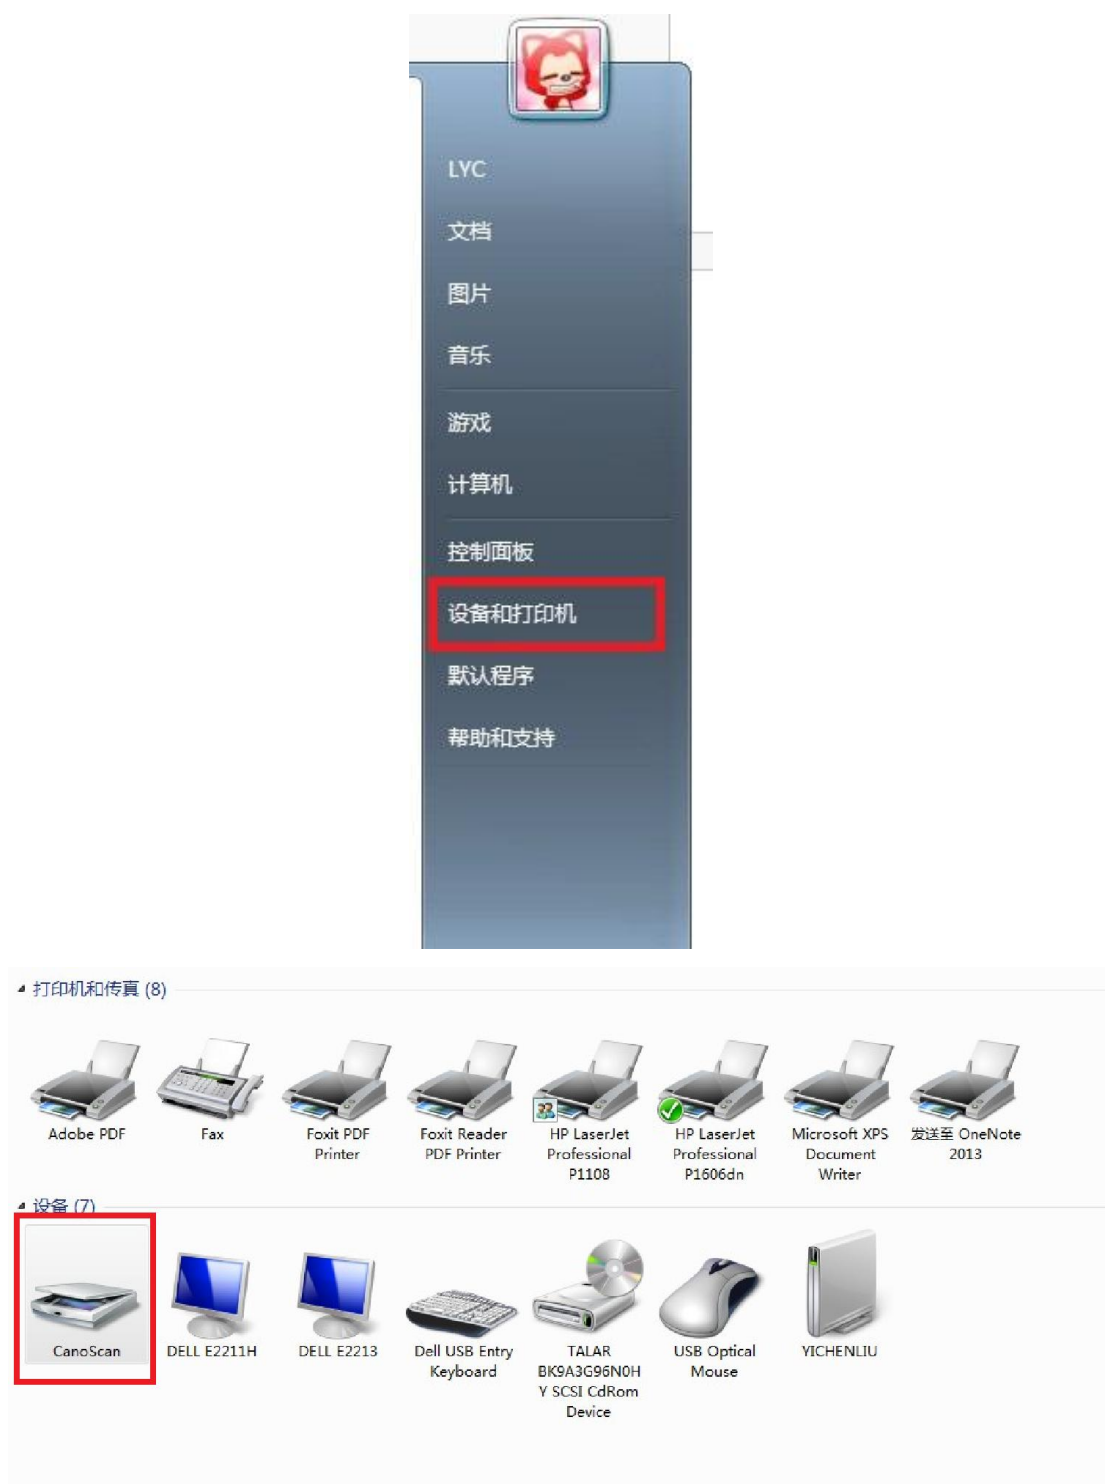 LYC
文档
图片
音乐
游戏
计算机
控制面板
设备和打印机
默认程序
帮助和支持
打印机和传真 (8)
Adobe PDF
Fax
Foxit PDF
Printer
Foxit Reader
PDF Printer
HP LaserJet
Professional
P1108
HP LaserJet
Professional
P1606dn
Microsoft XPS
Document
Writer
发送至 OneNote
2013
设备 (7)
CanoScan
DELL E2211H
DELL E2213
Dell USB Entry
Keyboard
TALAR
BK9A3G96N0H
Y SCSI CdRom
Device
USB Optical
Mouse
YICHENLIU